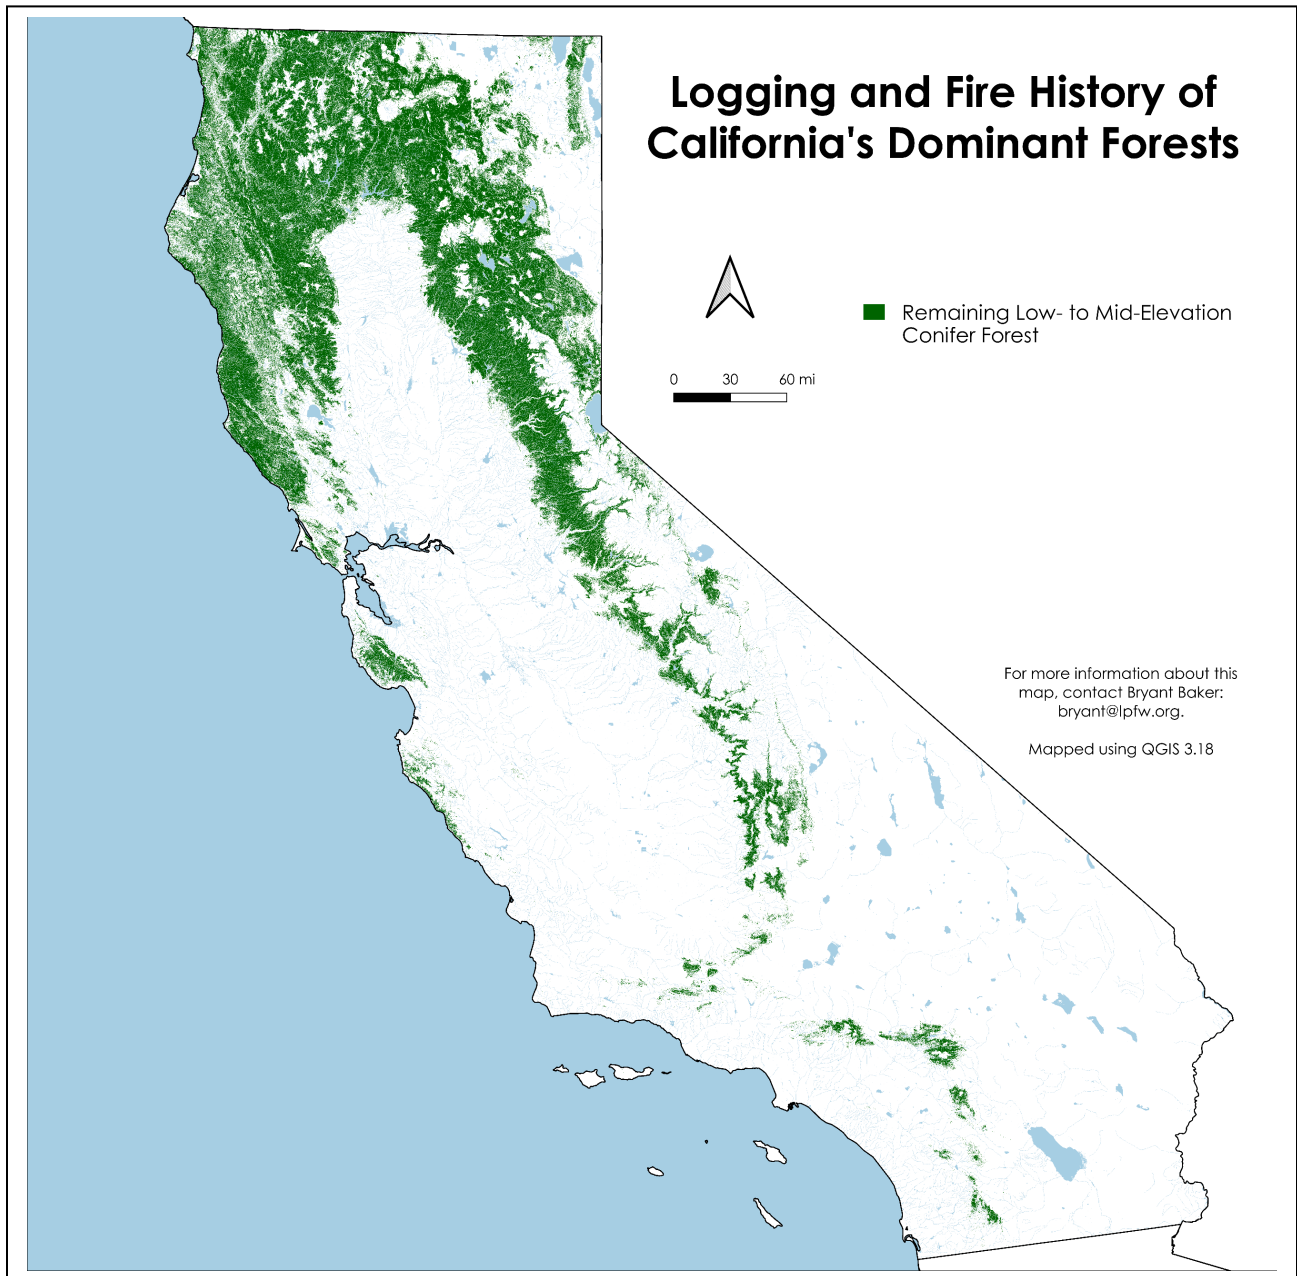 Logging and Fire History of
California's Dominant Forests
Remaining Low- to Mid-Elevation
Conifer Forest
0 30 60 mi
For more information about this
map, contact Bryant Baker:
bryant@lpfw.org.
Mapped using QGIS 3.18